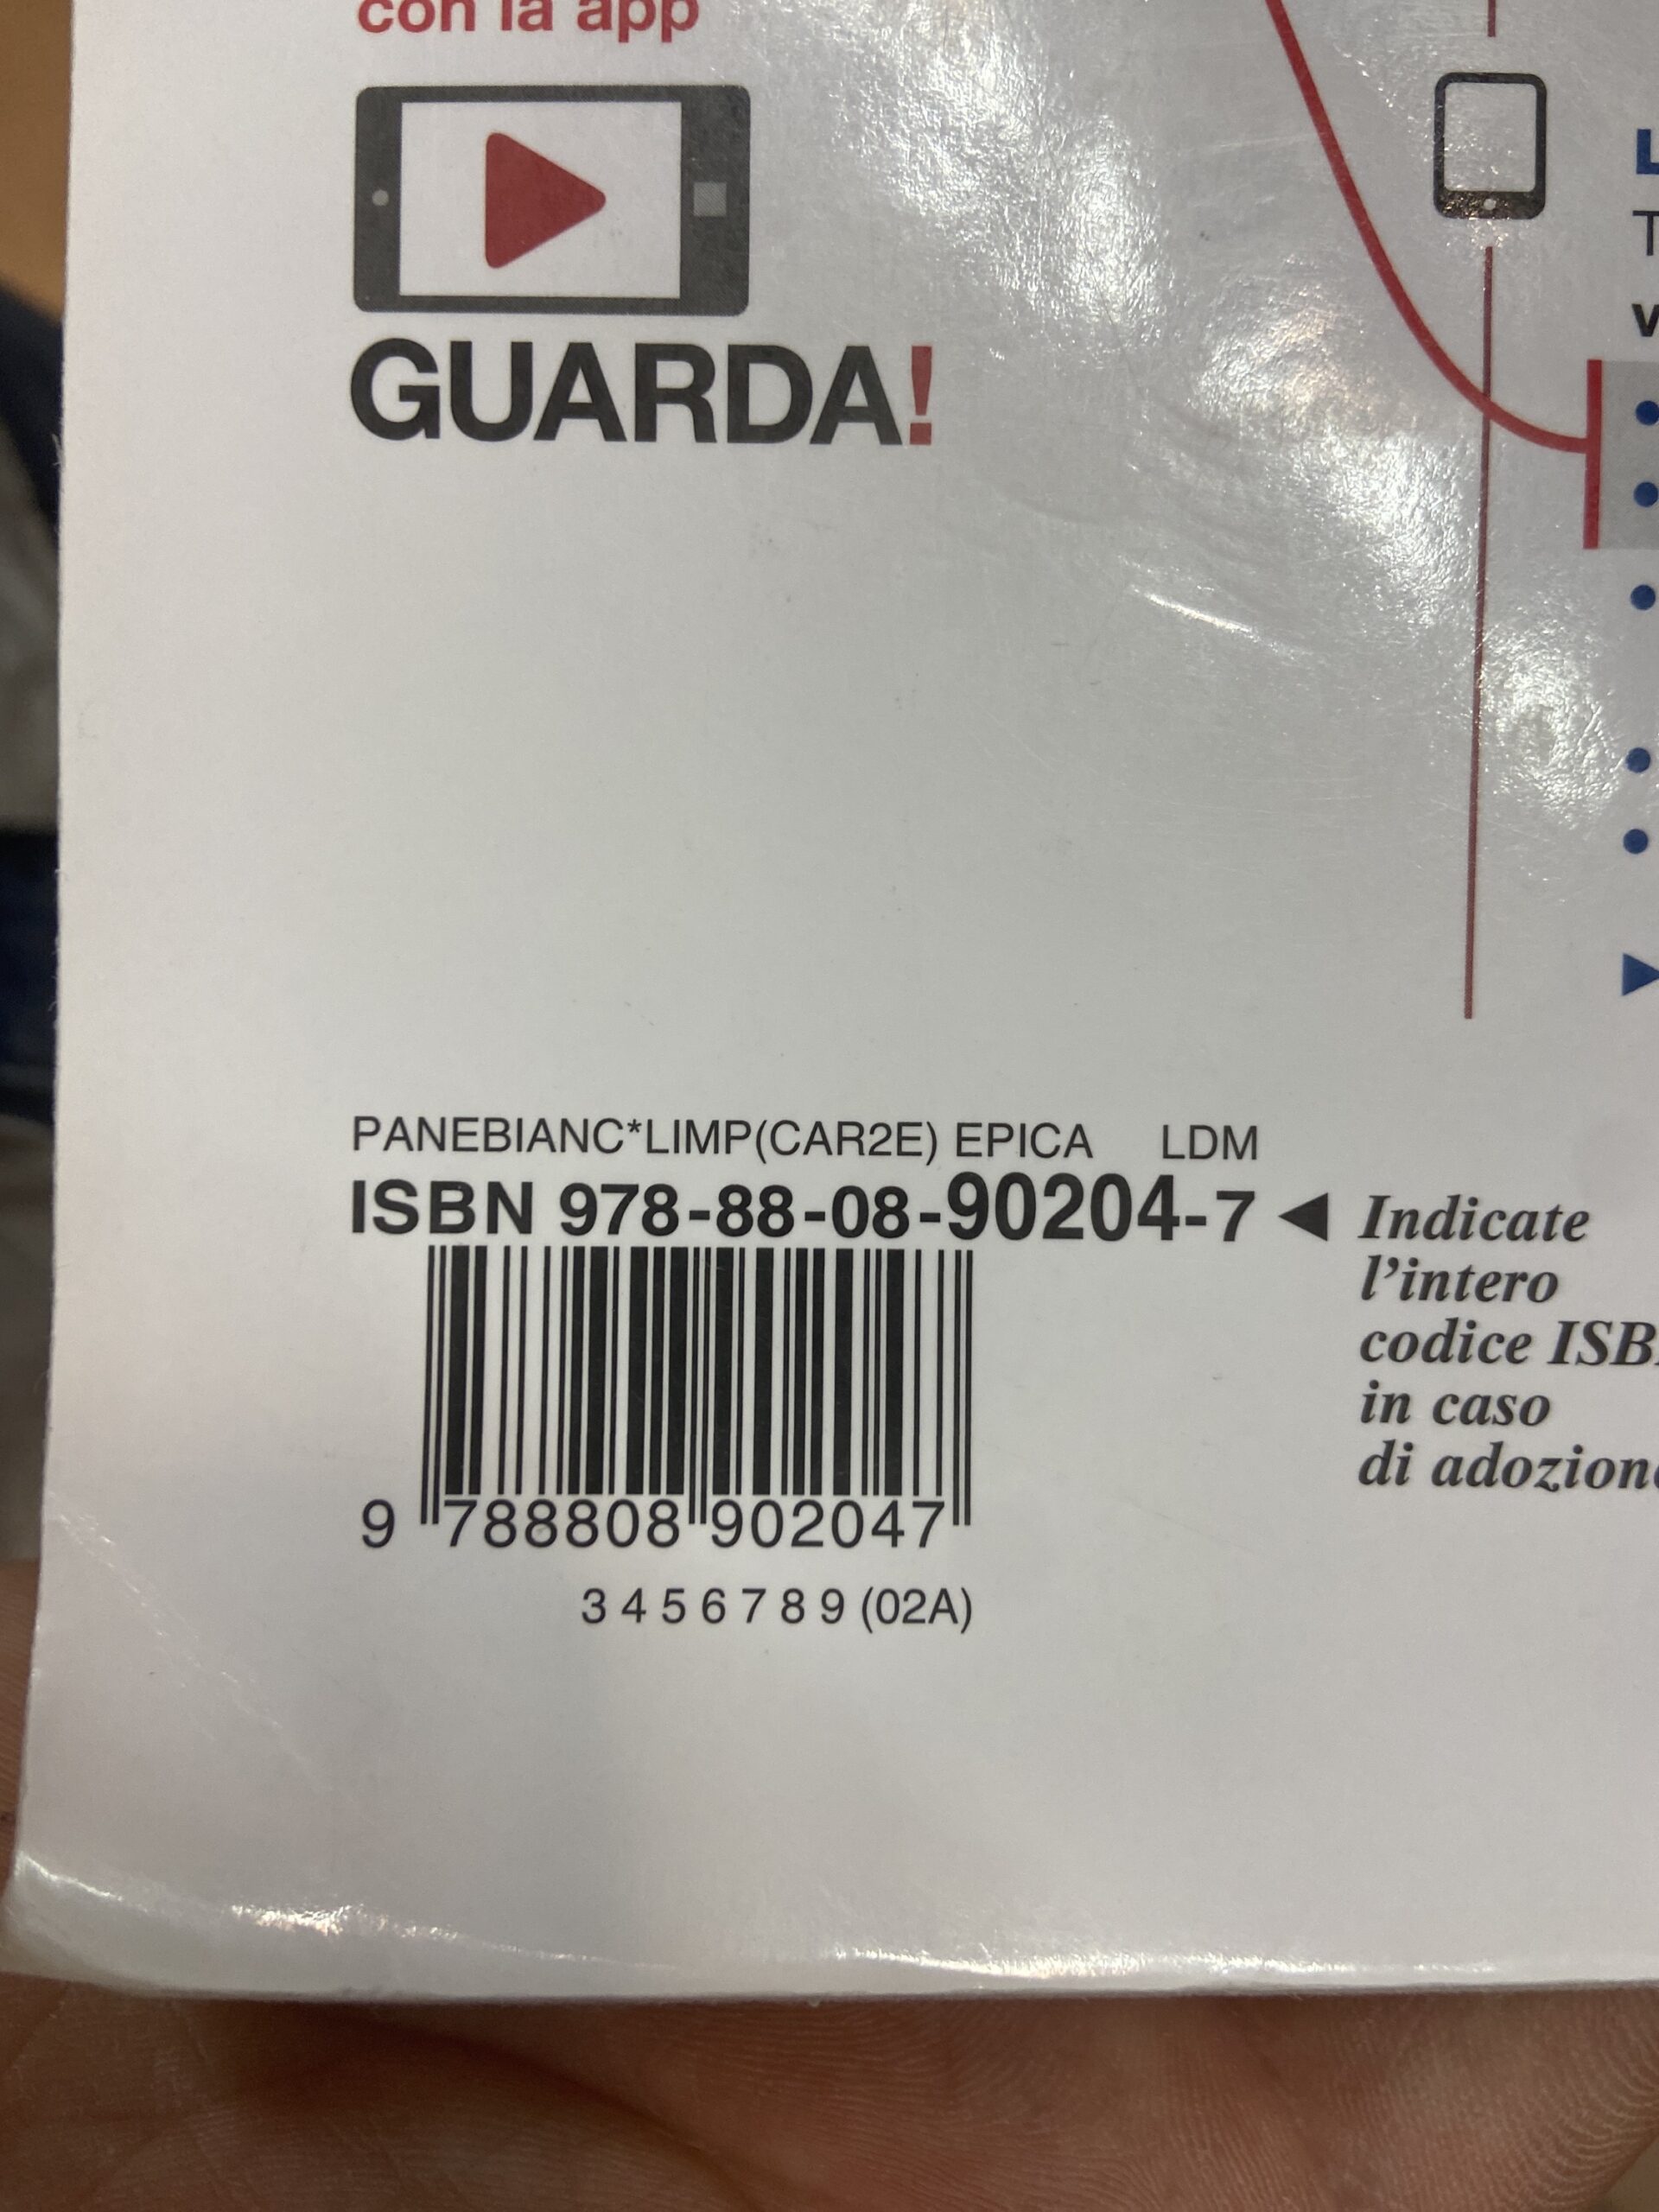 con la app
GUARDA!
L
T
v
PANEBIANC*LIMP(CAR2E) EPICA LDM
ISBN 978-88-08-90204-7 ◀ Indicate
l’intero
codice ISB
in caso
di adozion
9 788808 902047
3 4 5 6 7 8 9 (02A)